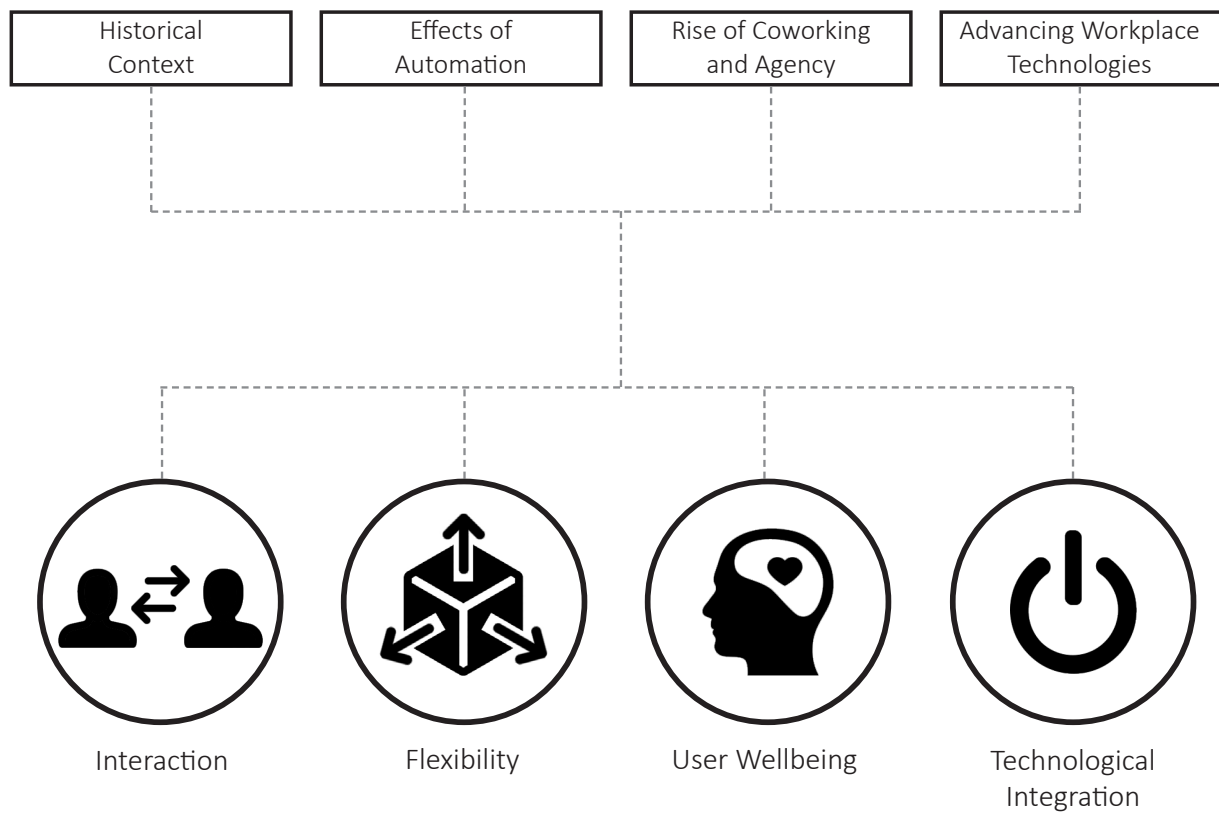 Historical
Context
Effects of
Automation
Rise of Coworking
and Agency
Advancing Workplace
Technologies
Interaction
Flexibility
User Wellbeing
Technological
Integration